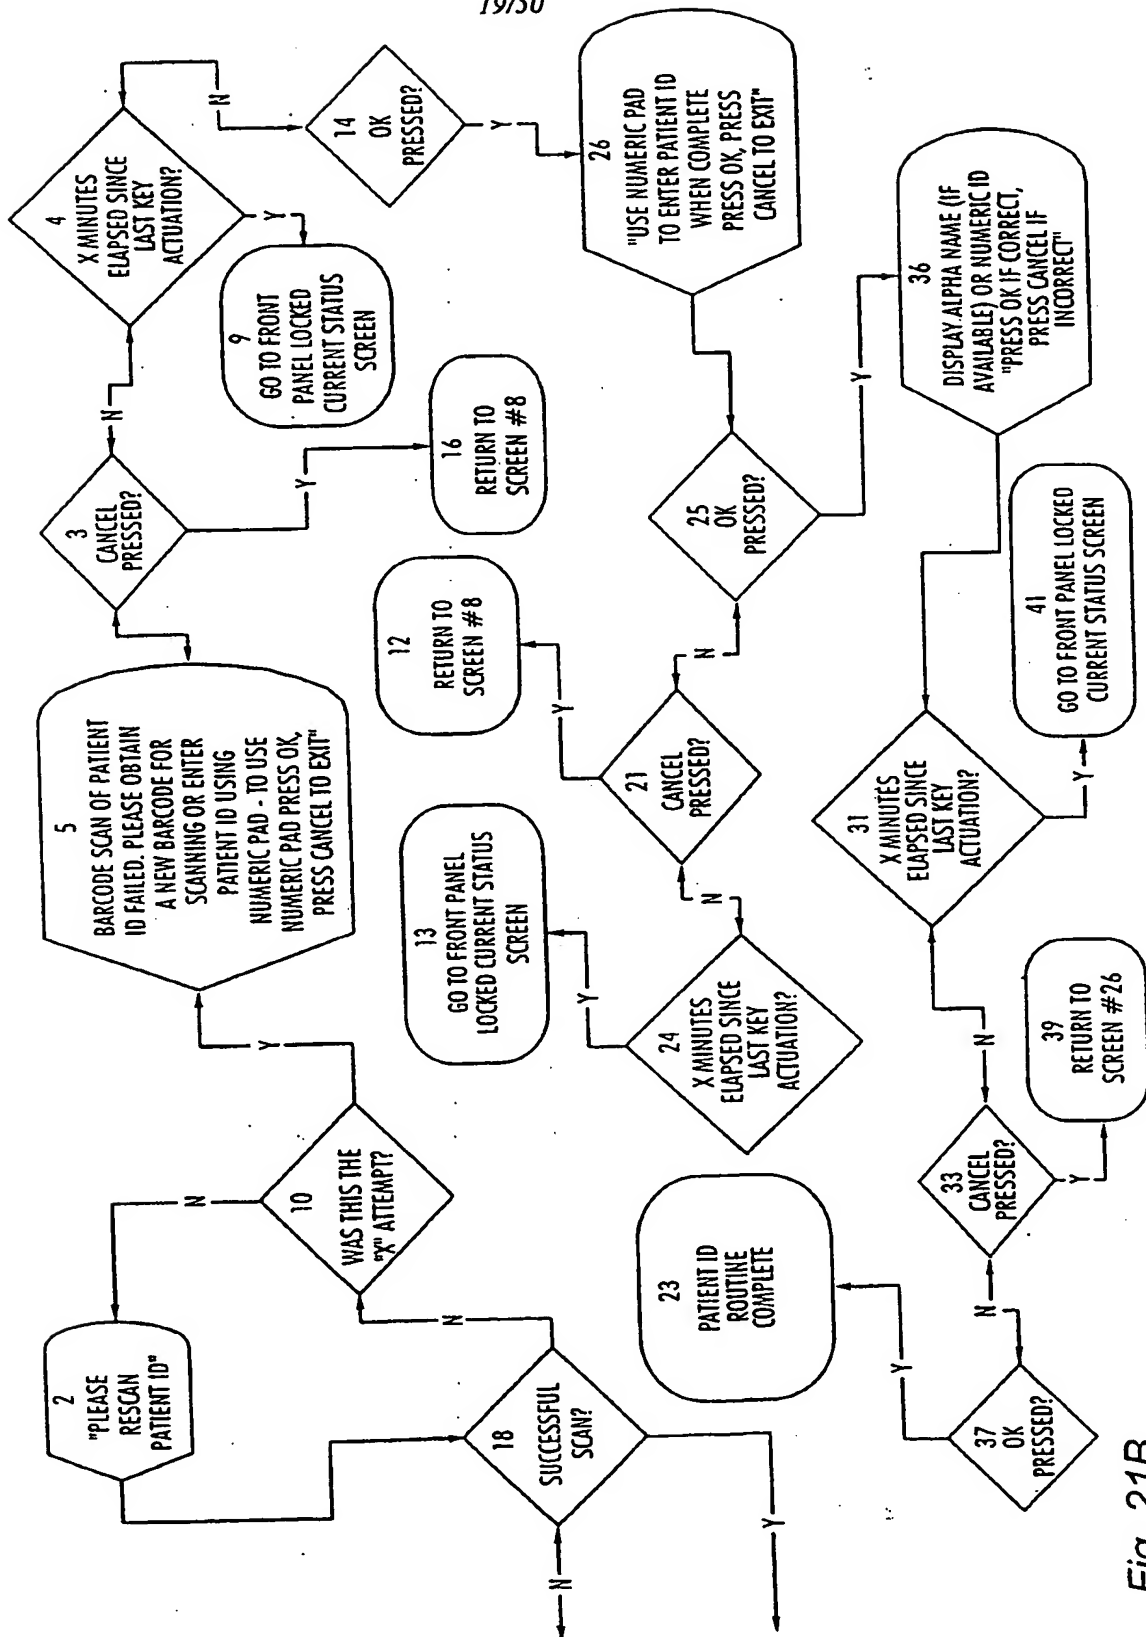 19/50
2
"PLEASE
RESCAN
PATIENT ID"
N
10
WAS THIS THE
"X" ATTEMPT?
Y
N
18
SUCCESSFUL
SCAN?
N
Y
5
BARCODE SCAN OF PATIENT
ID FAILED. PLEASE OBTAIN
A NEW BARCODE FOR
SCANNING OR ENTER
PATIENT ID USING
NUMERIC PAD - TO USE
NUMERIC PAD PRESS OK,
PRESS CANCEL TO EXIT"
3
CANCEL
PRESSED?
N
Y
4
X MINUTES
ELAPSED SINCE
LAST KEY
ACTUATION?
N
Y
9
GO TO FRONT
PANEL LOCKED
CURRENT STATUS
SCREEN
16
RETURN TO
SCREEN #8
14
OK
PRESSED?
Y
26
"USE NUMERIC PAD
TO ENTER PATIENT ID
WHEN COMPLETE
PRESS OK, PRESS
CANCEL TO EXIT"
12
RETURN TO
SCREEN #8
13
GO TO FRONT PANEL
LOCKED CURRENT STATUS
SCREEN
Y
Y
24
X MINUTES
ELAPSED SINCE
LAST KEY
ACTUATION?
N
21
CANCEL
PRESSED?
N
25
OK
PRESSED?
Y
36
DISPLAY ALPHA NAME (IF
AVAILABLE) OR NUMERIC ID
"PRESS OK IF CORRECT,
PRESS CANCEL IF
INCORRECT"
23
PATIENT ID
ROUTINE
COMPLETE
Y
37
OK
PRESSED?
N
33
CANCEL
PRESSED?
Y
N
31
X MINUTES
ELAPSED SINCE
LAST KEY
ACTUATION?
Y
39
RETURN TO
SCREEN #26
41
GO TO FRONT PANEL LOCKED
CURRENT STATUS SCREEN
Fig. 21B